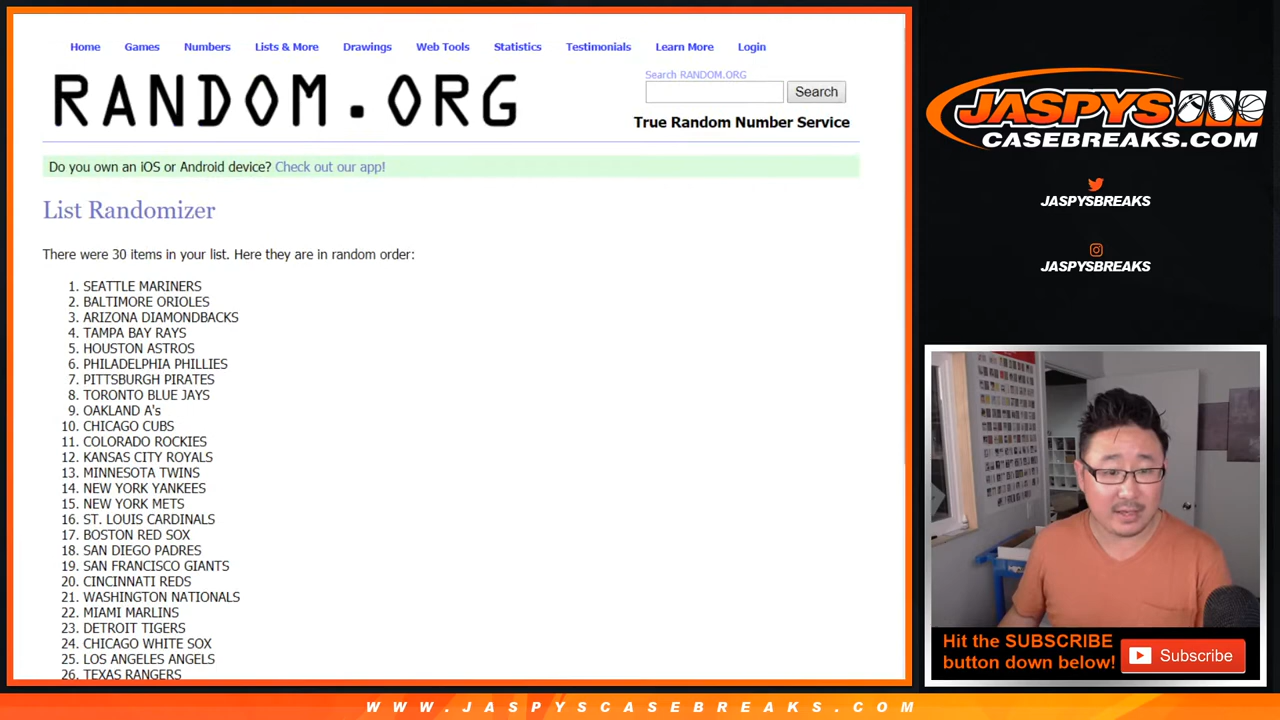 Home Games Numbers Lists & More Drawings Web Tools Statistics Testimonials Learn More Login
RANDOM.ORG
Search RANDOM.ORG
Search
True Random Number Service
Do you own an iOS or Android device? Check out our app!
List Randomizer
There were 30 items in your list. Here they are in random order:
1. SEATTLE MARINERS
2. BALTIMORE ORIOLES
3. ARIZONA DIAMONDBACKS
4. TAMPA BAY RAYS
5. HOUSTON ASTROS
6. PHILADELPHIA PHILLIES
7. PITTSBURGH PIRATES
8. TORONTO BLUE JAYS
9. OAKLAND A's
10. CHICAGO CUBS
11. COLORADO ROCKIES
12. KANSAS CITY ROYALS
13. MINNESOTA TWINS
14. NEW YORK YANKEES
15. NEW YORK METS
16. ST. LOUIS CARDINALS
17. BOSTON RED SOX
18. SAN DIEGO PADRES
19. SAN FRANCISCO GIANTS
20. CINCINNATI REDS
21. WASHINGTON NATIONALS
22. MIAMI MARLINS
23. DETROIT TIGERS
24. CHICAGO WHITE SOX
25. LOS ANGELES ANGELS
26. TEXAS RANGERS
JASPYS
CASEBREAKS.COM
JASPYSBREAKS
JASPYSBREAKS
Hit the SUBSCRIBE
button down below!
Subscribe
WWW.JASPYSCASEBREAKS.COM